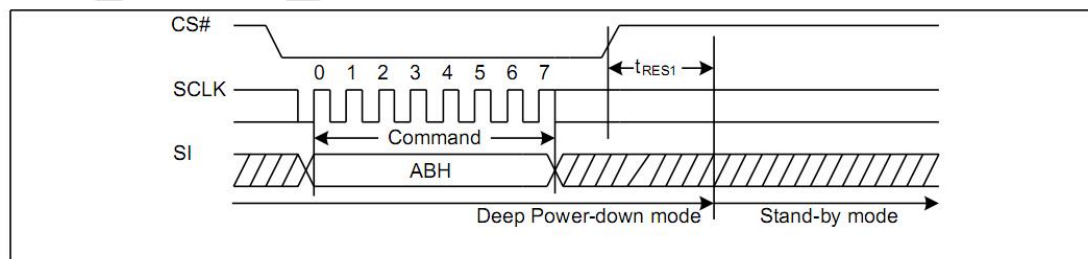 CS#
tRES1
0 1 2 3 4 5 6 7
SCLK
Command
SI
ABH
Deep Power-down mode Stand-by mode